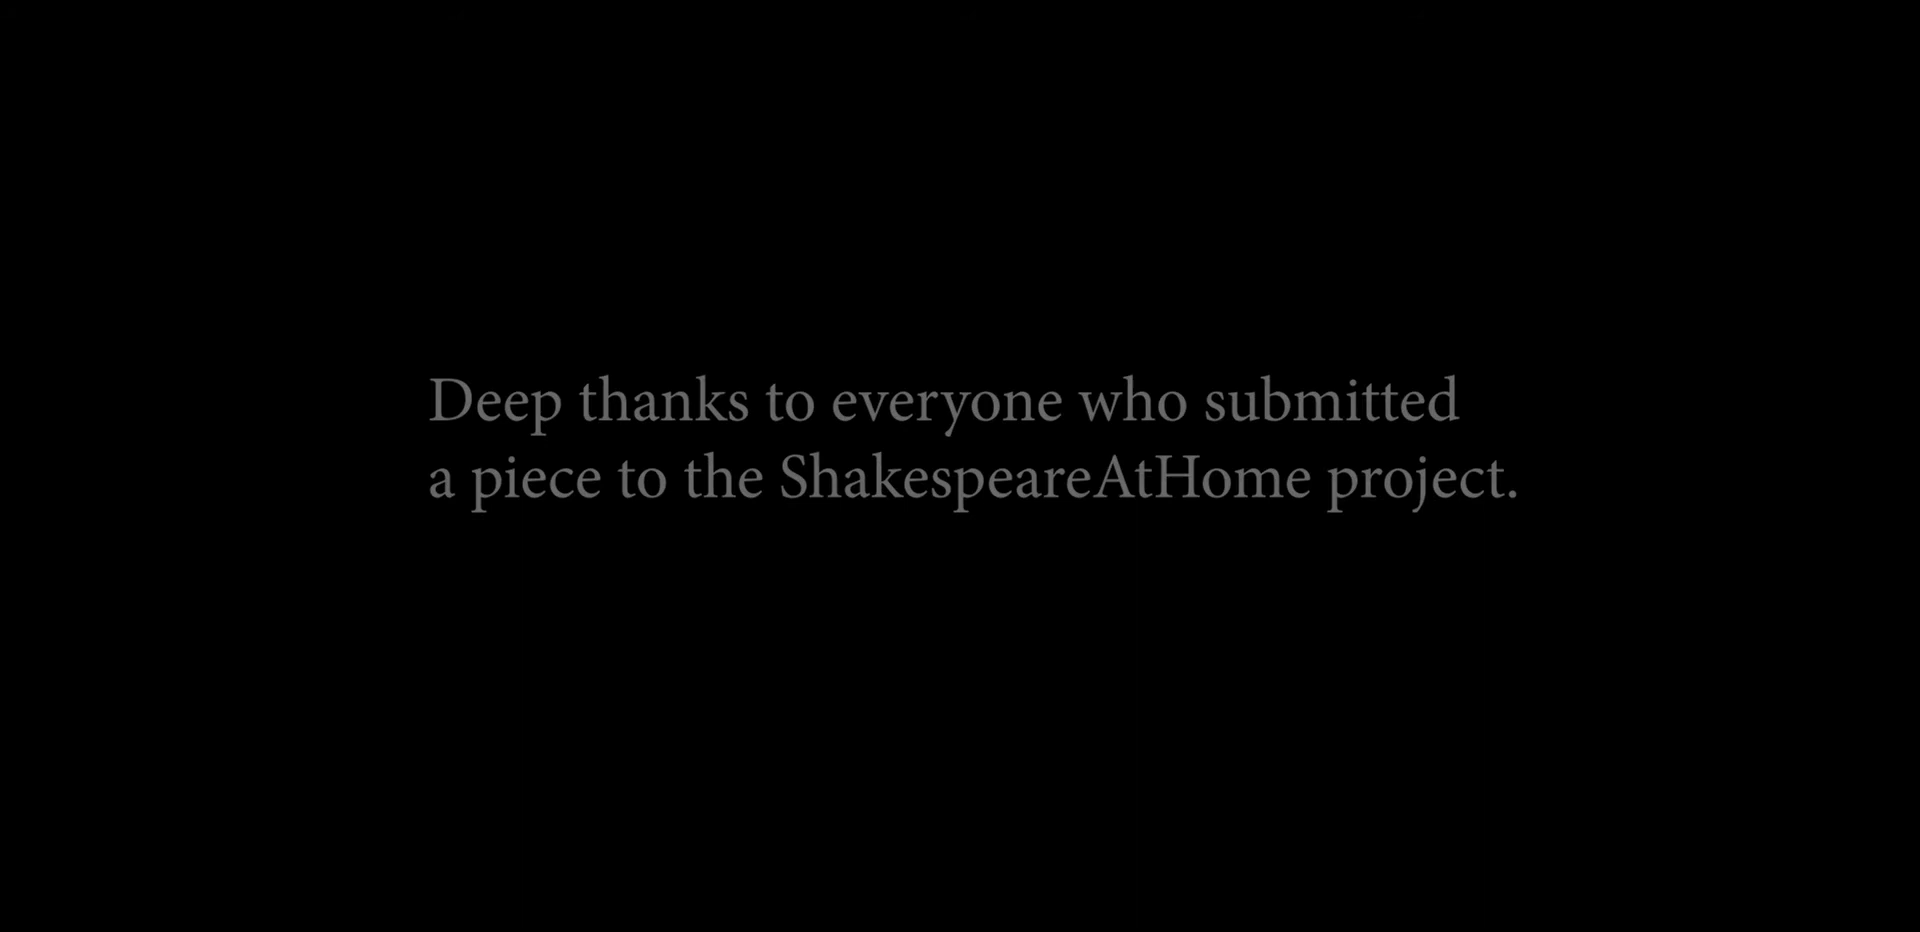 Deep thanks to everyone who submitted
a piece to the ShakespeareAtHome project.